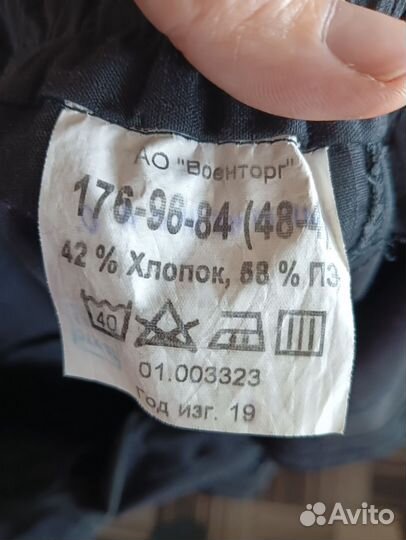 АО "Военторг"
176-96-84 (48-4
42 % Хлопок, 58 % ПЭ
40
01.003323
Год изг. 19
Avito